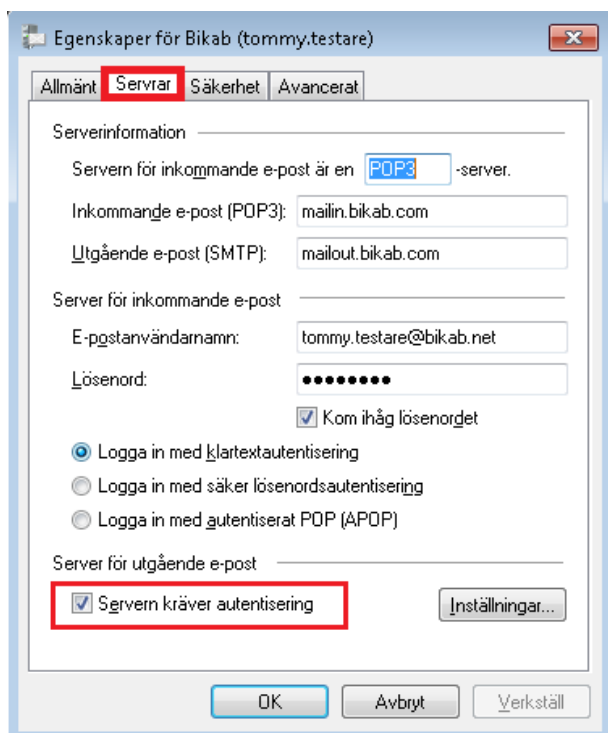 Egenskaper för Bikab (tommy.testare)
Allmänt Servrar Säkerhet Avancerat
Serverinformation
Servern för inkommande e-post är en POP3 -server.
Inkommande e-post (POP3): mailin.bikab.com
Utgående e-post (SMTP): mailout.bikab.com
Server för inkommande e-post
E-postanvändarnamn: tommy.testare@bikab.net
Lösenord: ●●●●●●●●
Kom ihåg lösenordet
Logga in med klartextautentisering
Logga in med säker lösenordsautentisering
Logga in med autentiserat POP (APOP)
Server för utgående e-post
Servern kräver autentisering Inställningar...
OK Avbryt Verkställ